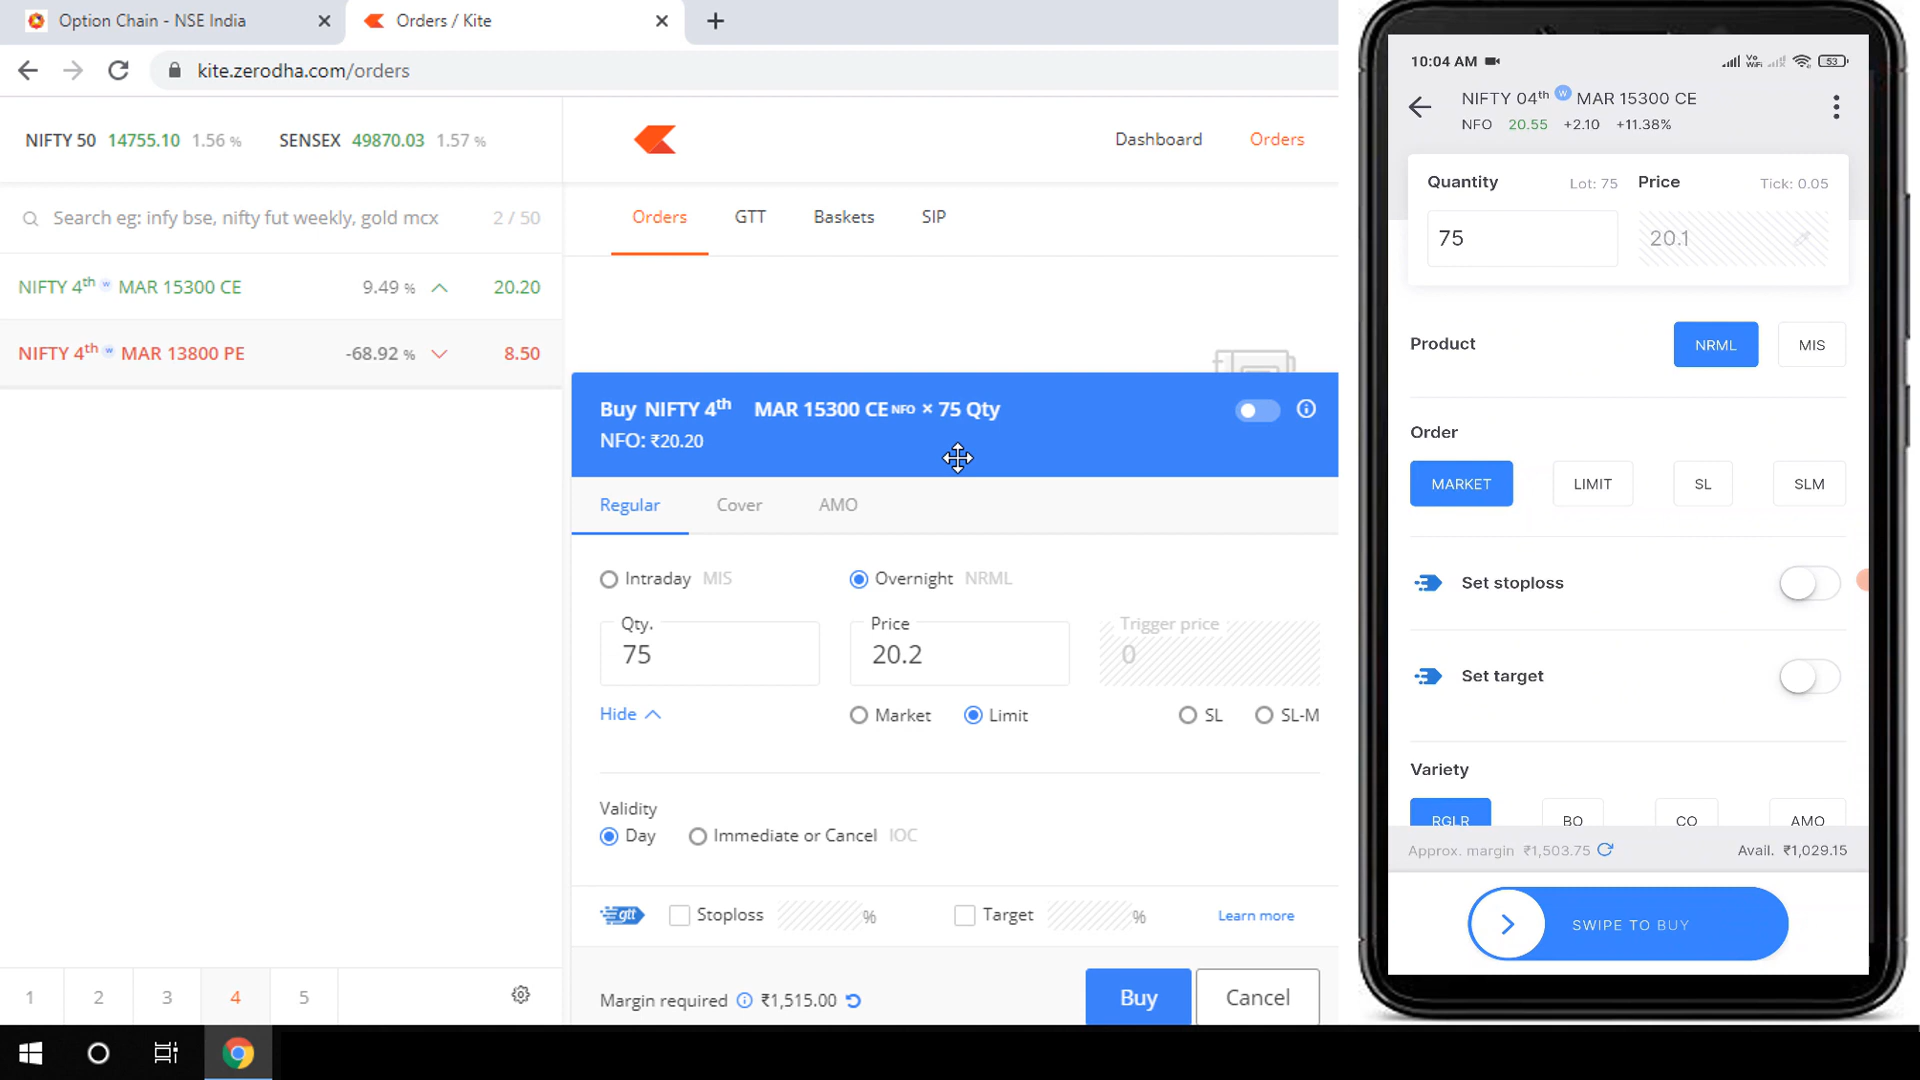 Option Chain - NSE India
Orders / Kite
kite.zerodha.com/orders
NIFTY 50 14755.10 1.56 %
SENSEX 49870.03 1.57 %
Dashboard
Orders
Search eg: infy bse, nifty fut weekly, gold mcx
2 / 50
Orders
GTT
Baskets
SIP
NIFTY 4th w MAR 15300 CE
9.49 %
20.20
NIFTY 4th w MAR 13800 PE
-68.92 %
8.50
Buy NIFTY 4th MAR 15300 CE NFO × 75 Qty
NFO: ₹20.20
Regular
Cover
AMO
Intraday MIS
Overnight NRML
Qty.
75
Price
20.2
Trigger price
0
Hide
Market
Limit
SL
SL-M
Validity
Day
Immediate or Cancel IOC
gtt
Stoploss
%
Target
%
Learn more
Margin required ₹1,515.00
Buy
Cancel
1
2
3
4
5
10:04 AM
Vo
WiFi
53
NIFTY 04th W MAR 15300 CE
NFO 20.55 +2.10 +11.38%
Quantity
Lot: 75
Price
Tick: 0.05
75
20.1
Product
NRML
MIS
Order
MARKET
LIMIT
SL
SLM
Set stoploss
Set target
Variety
RGLR
BO
CO
AMO
Approx. margin ₹1,503.75
Avail. ₹1,029.15
SWIPE TO BUY